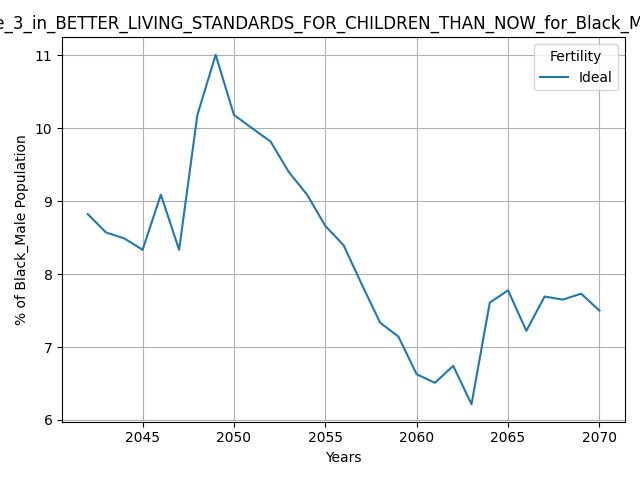 e_3_in_BETTER_LIVING_STANDARDS_FOR_CHILDREN_THAN_NOW_for_Black_M
Fertility
Ideal
11
10
9
8
7
6
% of Black_Male Population
2045
2050
2055
2060
2065
2070
Years